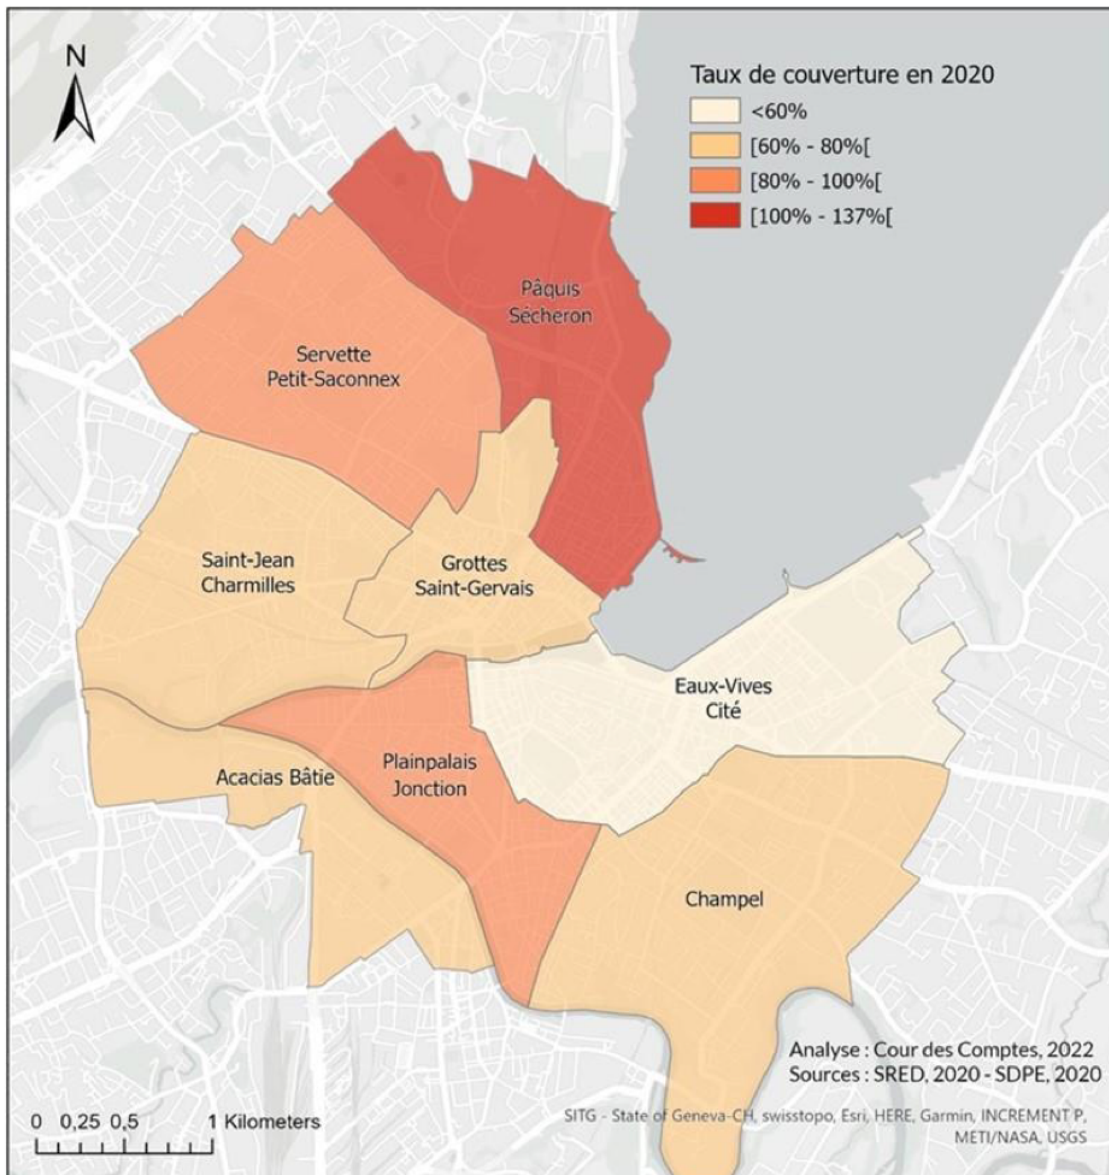 N
Taux de couverture en 2020
<60%
[60% - 80%[
[80% - 100%[
[100% - 137%[
Pâquis
Sécheron
Servette
Petit-Saconnex
Saint-Jean
Charmilles
Grottes
Saint-Gervais
Eaux-Vives
Cité
Plainpalais
Jonction
Acacias Bâtie
Champel
Analyse : Cour des Comptes, 2022
Sources : SRED, 2020 - SDPE, 2020
0 0,25 0,5 1 Kilometers
SITG - State of Geneva-CH, swisstopo, Esri, HERE, Garmin, INCREMENT P,
METI/NASA, USGS